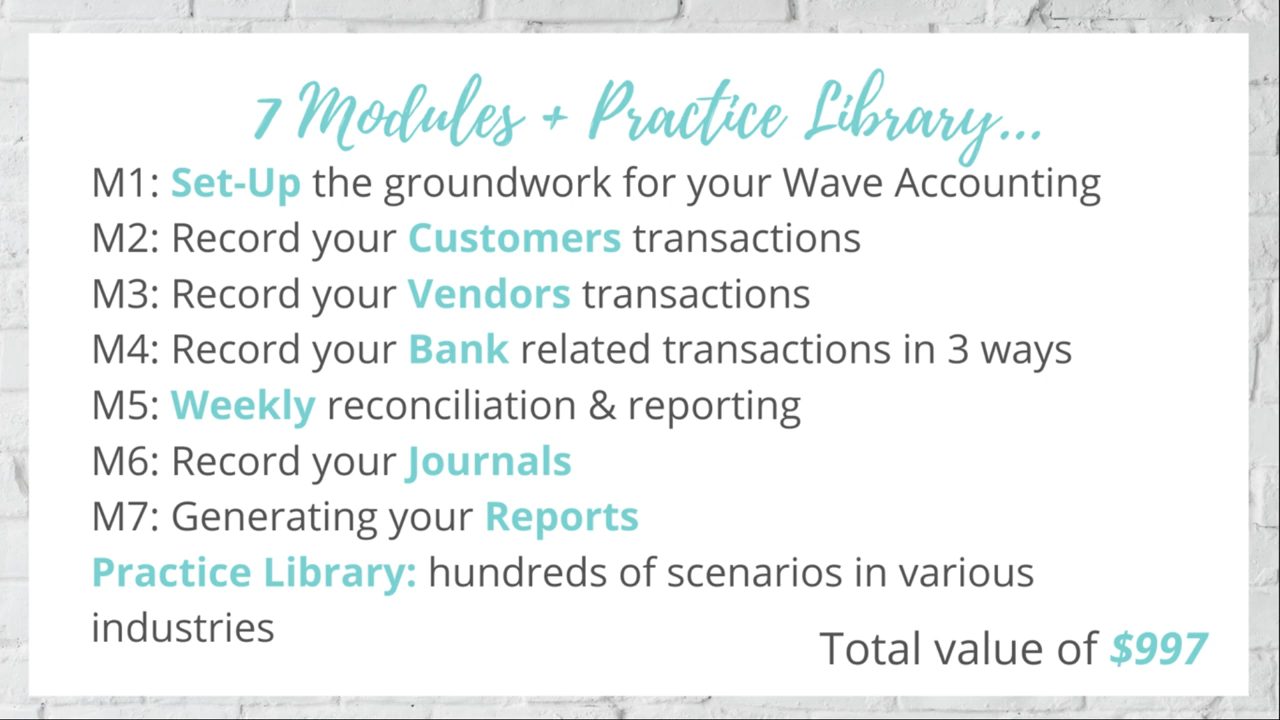 7 Modules + Practice Library...
M1: Set-Up the groundwork for your Wave Accounting
M2: Record your Customers transactions
M3: Record your Vendors transactions
M4: Record your Bank related transactions in 3 ways
M5: Weekly reconciliation & reporting
M6: Record your Journals
M7: Generating your Reports
Practice Library: hundreds of scenarios in various
industries
Total value of $997